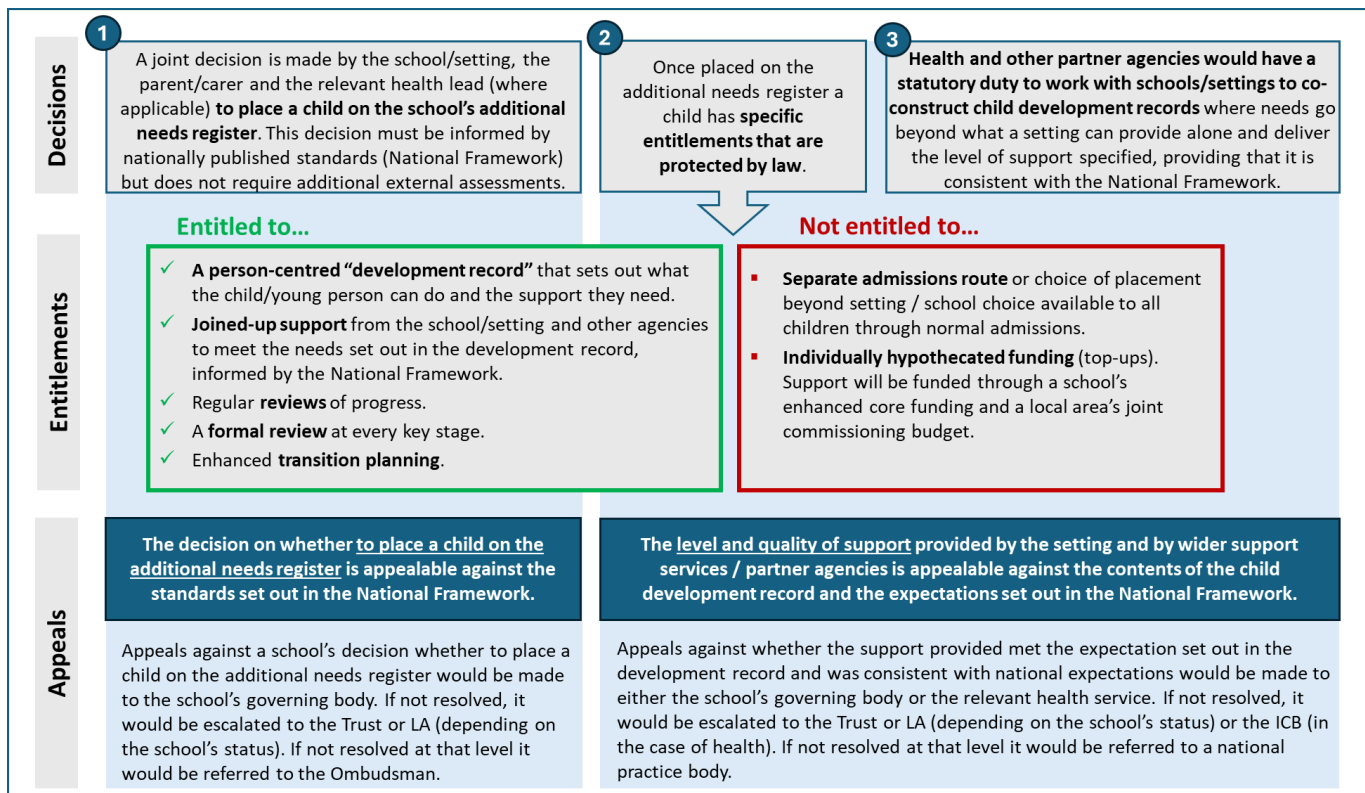 Decisions
1
A joint decision is made by the school/setting, the
parent/carer and the relevant health lead (where
applicable) to place a child on the school's additional
needs register. This decision must be informed by
nationally published standards (National Framework)
but does not require additional external assessments.
2
Once placed on the
additional needs register a
child has specific
entitlements that are
protected by law.
3
Health and other partner agencies would have a
statutory duty to work with schools/settings to co-
construct child development records where needs go
beyond what a setting can provide alone and deliver
the level of support specified, providing that it is
consistent with the National Framework.
Entitlements
Entitled to…
✓ A person-centred "development record" that sets out what
the child/young person can do and the support they need.
✓ Joined-up support from the school/setting and other agencies
to meet the needs set out in the development record,
informed by the National Framework.
✓ Regular reviews of progress.
✓ A formal review at every key stage.
✓ Enhanced transition planning.
Not entitled to…
▪ Separate admissions route or choice of placement
beyond setting / school choice available to all
children through normal admissions.
▪ Individually hypothecated funding (top-ups).
Support will be funded through a school's
enhanced core funding and a local area's joint
commissioning budget.
Appeals
The decision on whether to place a child on the
additional needs register is appealable against the
standards set out in the National Framework.
Appeals against a school's decision whether to place a
child on the additional needs register would be made
to the school's governing body. If not resolved, it
would be escalated to the Trust or LA (depending on
the school's status). If not resolved at that level it
would be referred to the Ombudsman.
The level and quality of support provided by the setting and by wider support
services / partner agencies is appealable against the contents of the child
development record and the expectations set out in the National Framework.
Appeals against whether the support provided met the expectation set out in the
development record and was consistent with national expectations would be made to
either the school's governing body or the relevant health service. If not resolved, it
would be escalated to the Trust or LA (depending on the school's status) or the ICB (in
the case of health). If not resolved at that level it would be referred to a national
practice body.